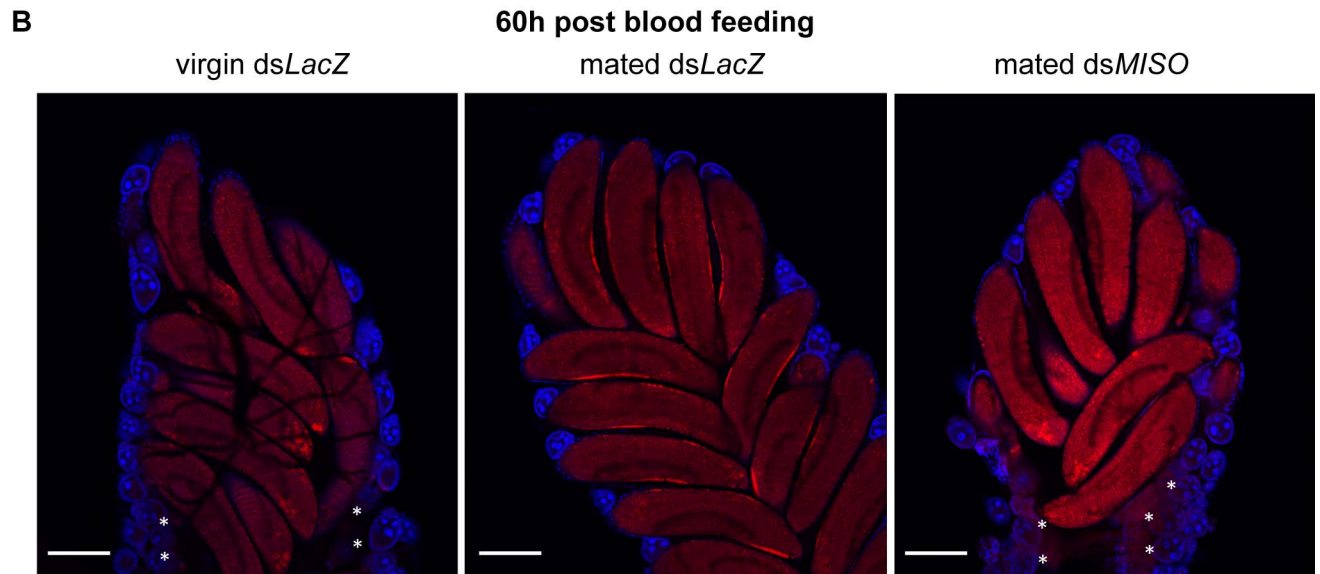 B
60h post blood feeding
virgin dsLacZ
mated dsLacZ
mated dsMISO
* * * *
* * * * *